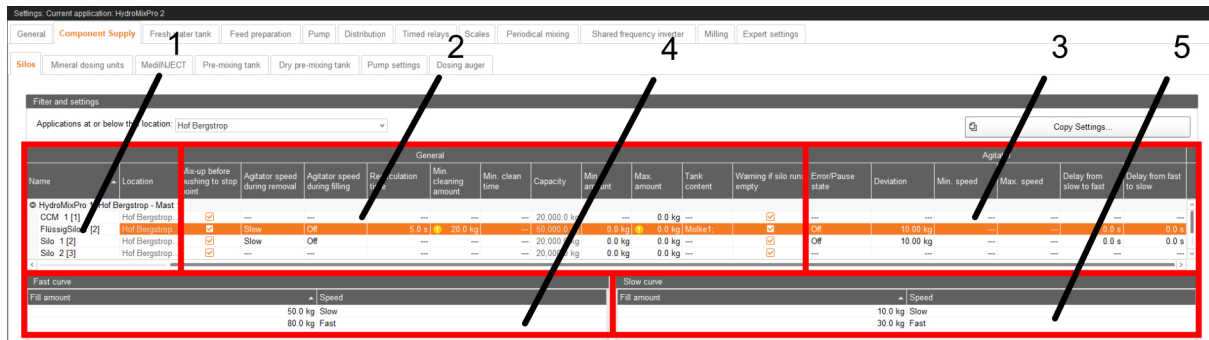 Settings: Current application: HydroMixPro 2
General Component Supply Fresh water tank Feed preparation Pump Distribution Timed relays Scales Periodical mixing Shared frequency inverter Milling Expert settings
1 2 4 3 5
Silos Mineral dosing units MediINJECT Pre-mixing tank Dry pre-mixing tank Pump settings Dosing auger
Filter and settings
Applications at or below this location: Hof Bergstrop Copy Settings...
General Agitator
Name Location Mix-up before pushing to stop point Agitator speed during removal Agitator speed during filling Recirculation time Min. cleaning amount Min. clean time Capacity Min. amount Max. amount Tank content Warning if silo runs empty Error/Pause state Deviation Min. speed Max. speed Delay from slow to fast Delay from fast to slow
HydroMixPro 1, Hof Bergstrop - Mast 1
CCM 1 [1] Hof Bergstrop... --- --- --- --- --- 20,000.0 kg --- 0.0 kg --- --- --- --- --- --- ---
FlüssigSilo [2] Hof Bergstrop... Slow Off 5.0 s 20.0 kg --- 50,000.0 kg 0.0 kg 0.0 kg Molke1; Off 10.00 kg --- --- 0.0 s 0.0 s
Silo 1 [2] Hof Bergstrop... Slow Off --- --- --- 20,000.0 kg 0.0 kg 0.0 kg --- Off 10.00 kg --- --- 0.0 s 0.0 s
Silo 2 [3] Hof Bergstrop... --- --- --- --- --- 20,000.0 kg 0.0 kg 0.0 kg --- --- --- --- --- --- ---
Fast curve Slow curve
Fill amount Speed Fill amount Speed
50.0 kg Slow 10.0 kg Slow
80.0 kg Fast 30.0 kg Fast